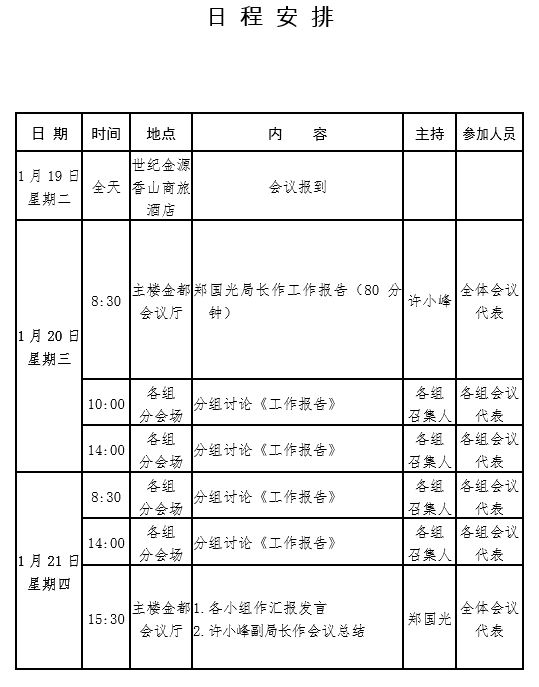 日 程 安 排
日 期 时间 地点 内 容 主持 参加人员
1月19日
星期二
全天
世纪金源
香山商旅
酒店
会议报到
1月20日
星期三
8:30
主楼金都
会议厅
郑国光局长作工作报告（80 分
钟）
许小峰
全体会议
代表
10:00
各组
分会场
分组讨论《工作报告》
各组
召集人
各组会议
代表
14:00
各组
分会场
分组讨论《工作报告》
各组
召集人
各组会议
代表
1月21日
星期四
8:30
各组
分会场
分组讨论《工作报告》
各组
召集人
各组会议
代表
14:00
各组
分会场
分组讨论《工作报告》
各组
召集人
各组会议
代表
15:30
主楼金都
会议厅
1.各小组作汇报发言
2.许小峰副局长作会议总结
郑国光
全体会议
代表